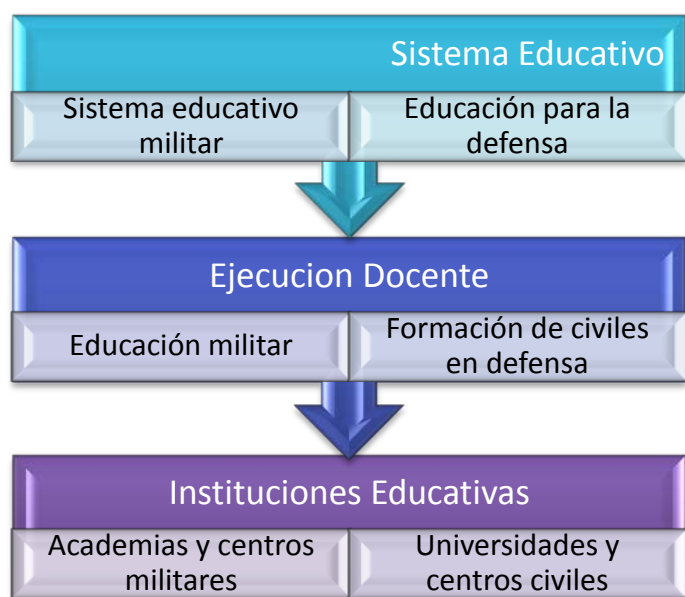 Sistema Educativo
Sistema educativo
militar
Educación para la
defensa
Ejecucion Docente
Educación militar
Formación de civiles
en defensa
Instituciones Educativas
Academias y centros
militares
Universidades y
centros civiles